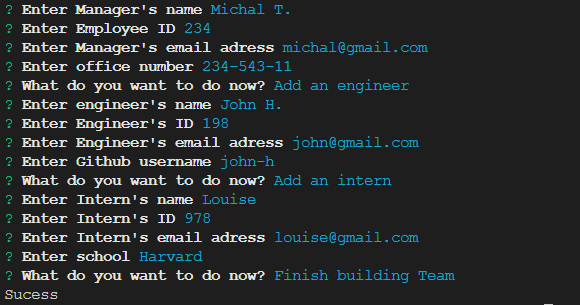 ? Enter Manager's name Michal T.
? Enter Employee ID 234
? Enter Manager's email adress michal@gmail.com
? Enter office number 234-543-11
? What do you want to do now? Add an engineer
? Enter engineer's name John H.
? Enter Engineer's ID 198
? Enter Engineer's email adress john@gmail.com
? Enter Github username john-h
? What do you want to do now? Add an intern
? Enter Intern's name Louise
? Enter Intern's ID 978
? Enter Intern's email adress louise@gmail.com
? Enter school Harvard
? What do you want to do now? Finish building Team
Sucess